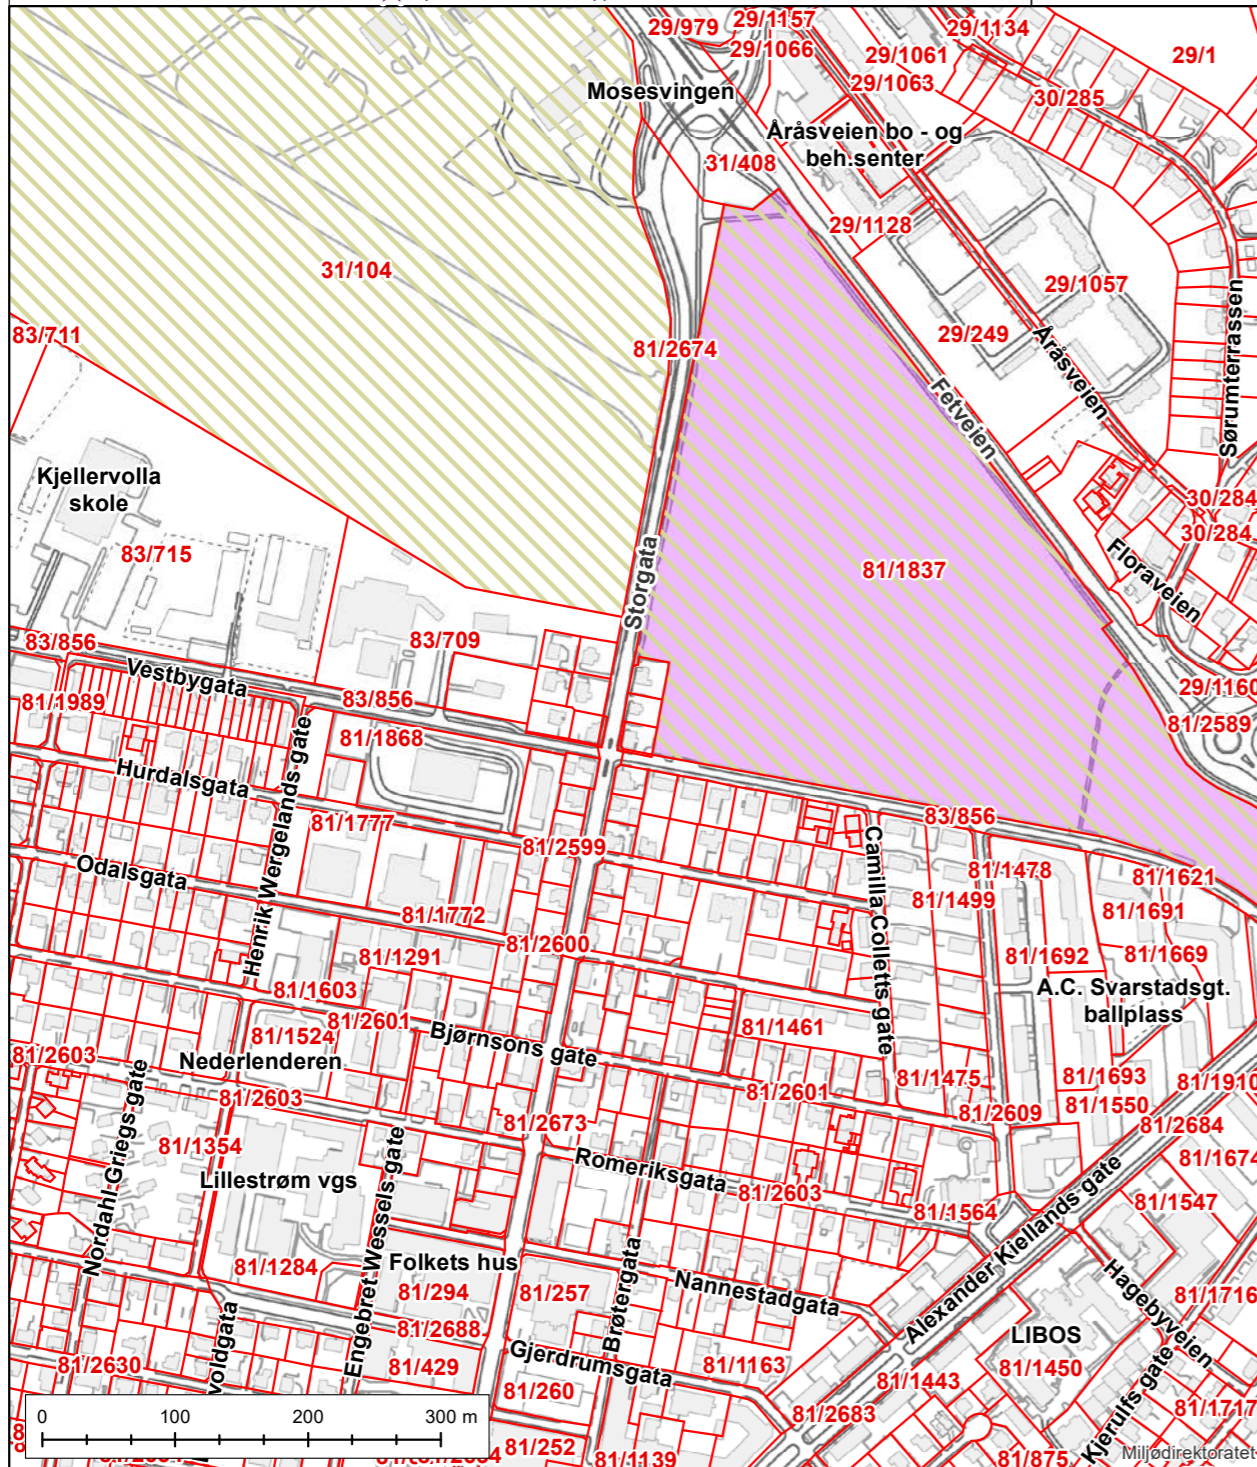 29/979
29/1157
29/1066
29/1134
29/1061
29/1063
29/1
30/285
Mosesvingen
Åråsveien bo - og
beh.senter
31/408
29/1128
31/104
29/1057
Sørumterrassen
83/711
81/2674
29/249
Åråsveien
Fetveien
Kjellervolla
skole
30/284
30/284
83/715
Storgata
81/1837
Floraveien
83/856
83/709
Vestbygata
29/1160
81/1989
83/856
81/2589
81/1868
Hurdalsgata
Henrik Wergelands gate
81/1777
83/856
81/2599
Camilla Colletts gate
Odalsgata
81/1478
81/1621
81/1499
81/1691
81/1772
81/2600
81/1291
81/1692
81/1669
81/1603
A.C. Svarstadsgt.
ballplass
81/2601
81/1524
Bjørnsons gate
81/1461
81/2603
Nederlenderen
81/1475
81/1693
81/1910
81/2603
81/2601
81/1550
81/2609
81/2673
81/2684
81/1354
Nordahl Griegs gate
Lillestrøm vgs
Engebret Wessels gate
Romeriksgata
81/2603
81/1674
81/1547
81/1564
Alexander Kiellands gate
81/1284
Folkets hus
81/294
81/257
Brøtergata
Nannestadgata
Hagebyveien
81/1716
81/2688
LIBOS
81/2630
81/429
Gjerdrumsgata
81/1163
81/1450
voldgata
81/260
81/1443
Kjerulfs gate
81/1717
81/2683
0 100 200 300 m
81/252
81/1139
81/875
Miljødirektoratet